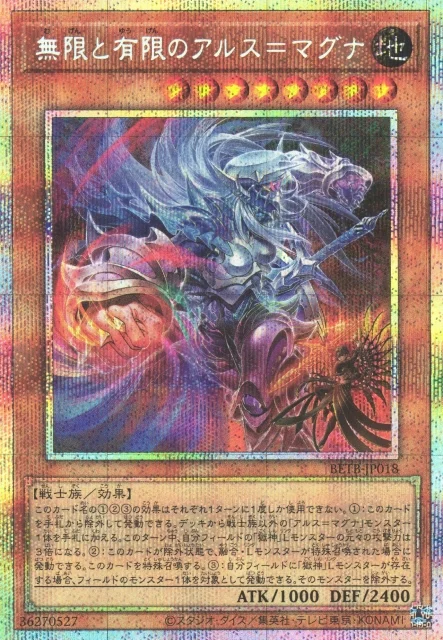 無限と有限のアルス＝マグナ
地
BETB-JP018
【戦士族／効果】
このカード名の①②③の効果はそれぞれ１ターンに１度しか使用できない。①：このカード
を手札から除外して発動できる。デッキから戦士族以外の「アルス＝マグナ」モンスター
１体を手札に加える。このターン中、自分フィールドの「獄神」Lモンスターの元々の攻撃力は
３倍になる。②：このカードが除外状態で、融合・Lモンスターが特殊召喚された場合に
発動できる。このカードを特殊召喚する。③：自分フィールドに「獄神」Lモンスターが存在
する場合、フィールドのモンスター１体を対象として発動できる。そのモンスターを除外する。
ATK/1000 DEF/2400
36270527
©スタジオ・ダイス／集英社・テレビ東京・KONAMI